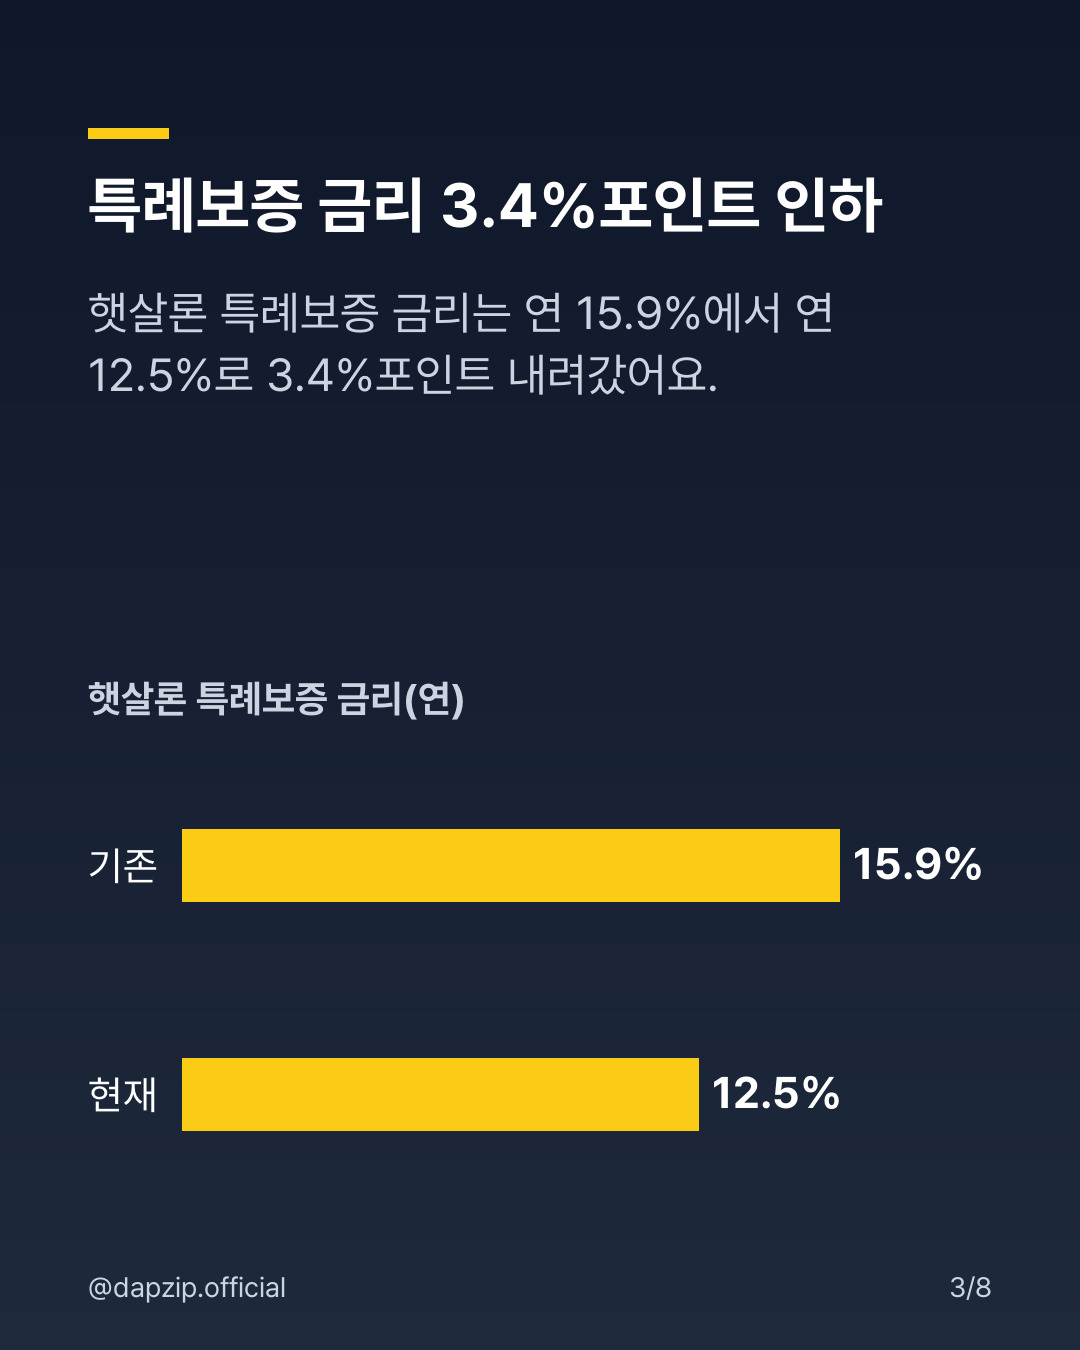 특례보증 금리 3.4%포인트 인하
햇살론 특례보증 금리는 연 15.9%에서 연
12.5%로 3.4%포인트 내려갔어요.
햇살론 특례보증 금리(연)
기존 15.9%
현재 12.5%
@dapzip.official 3/8